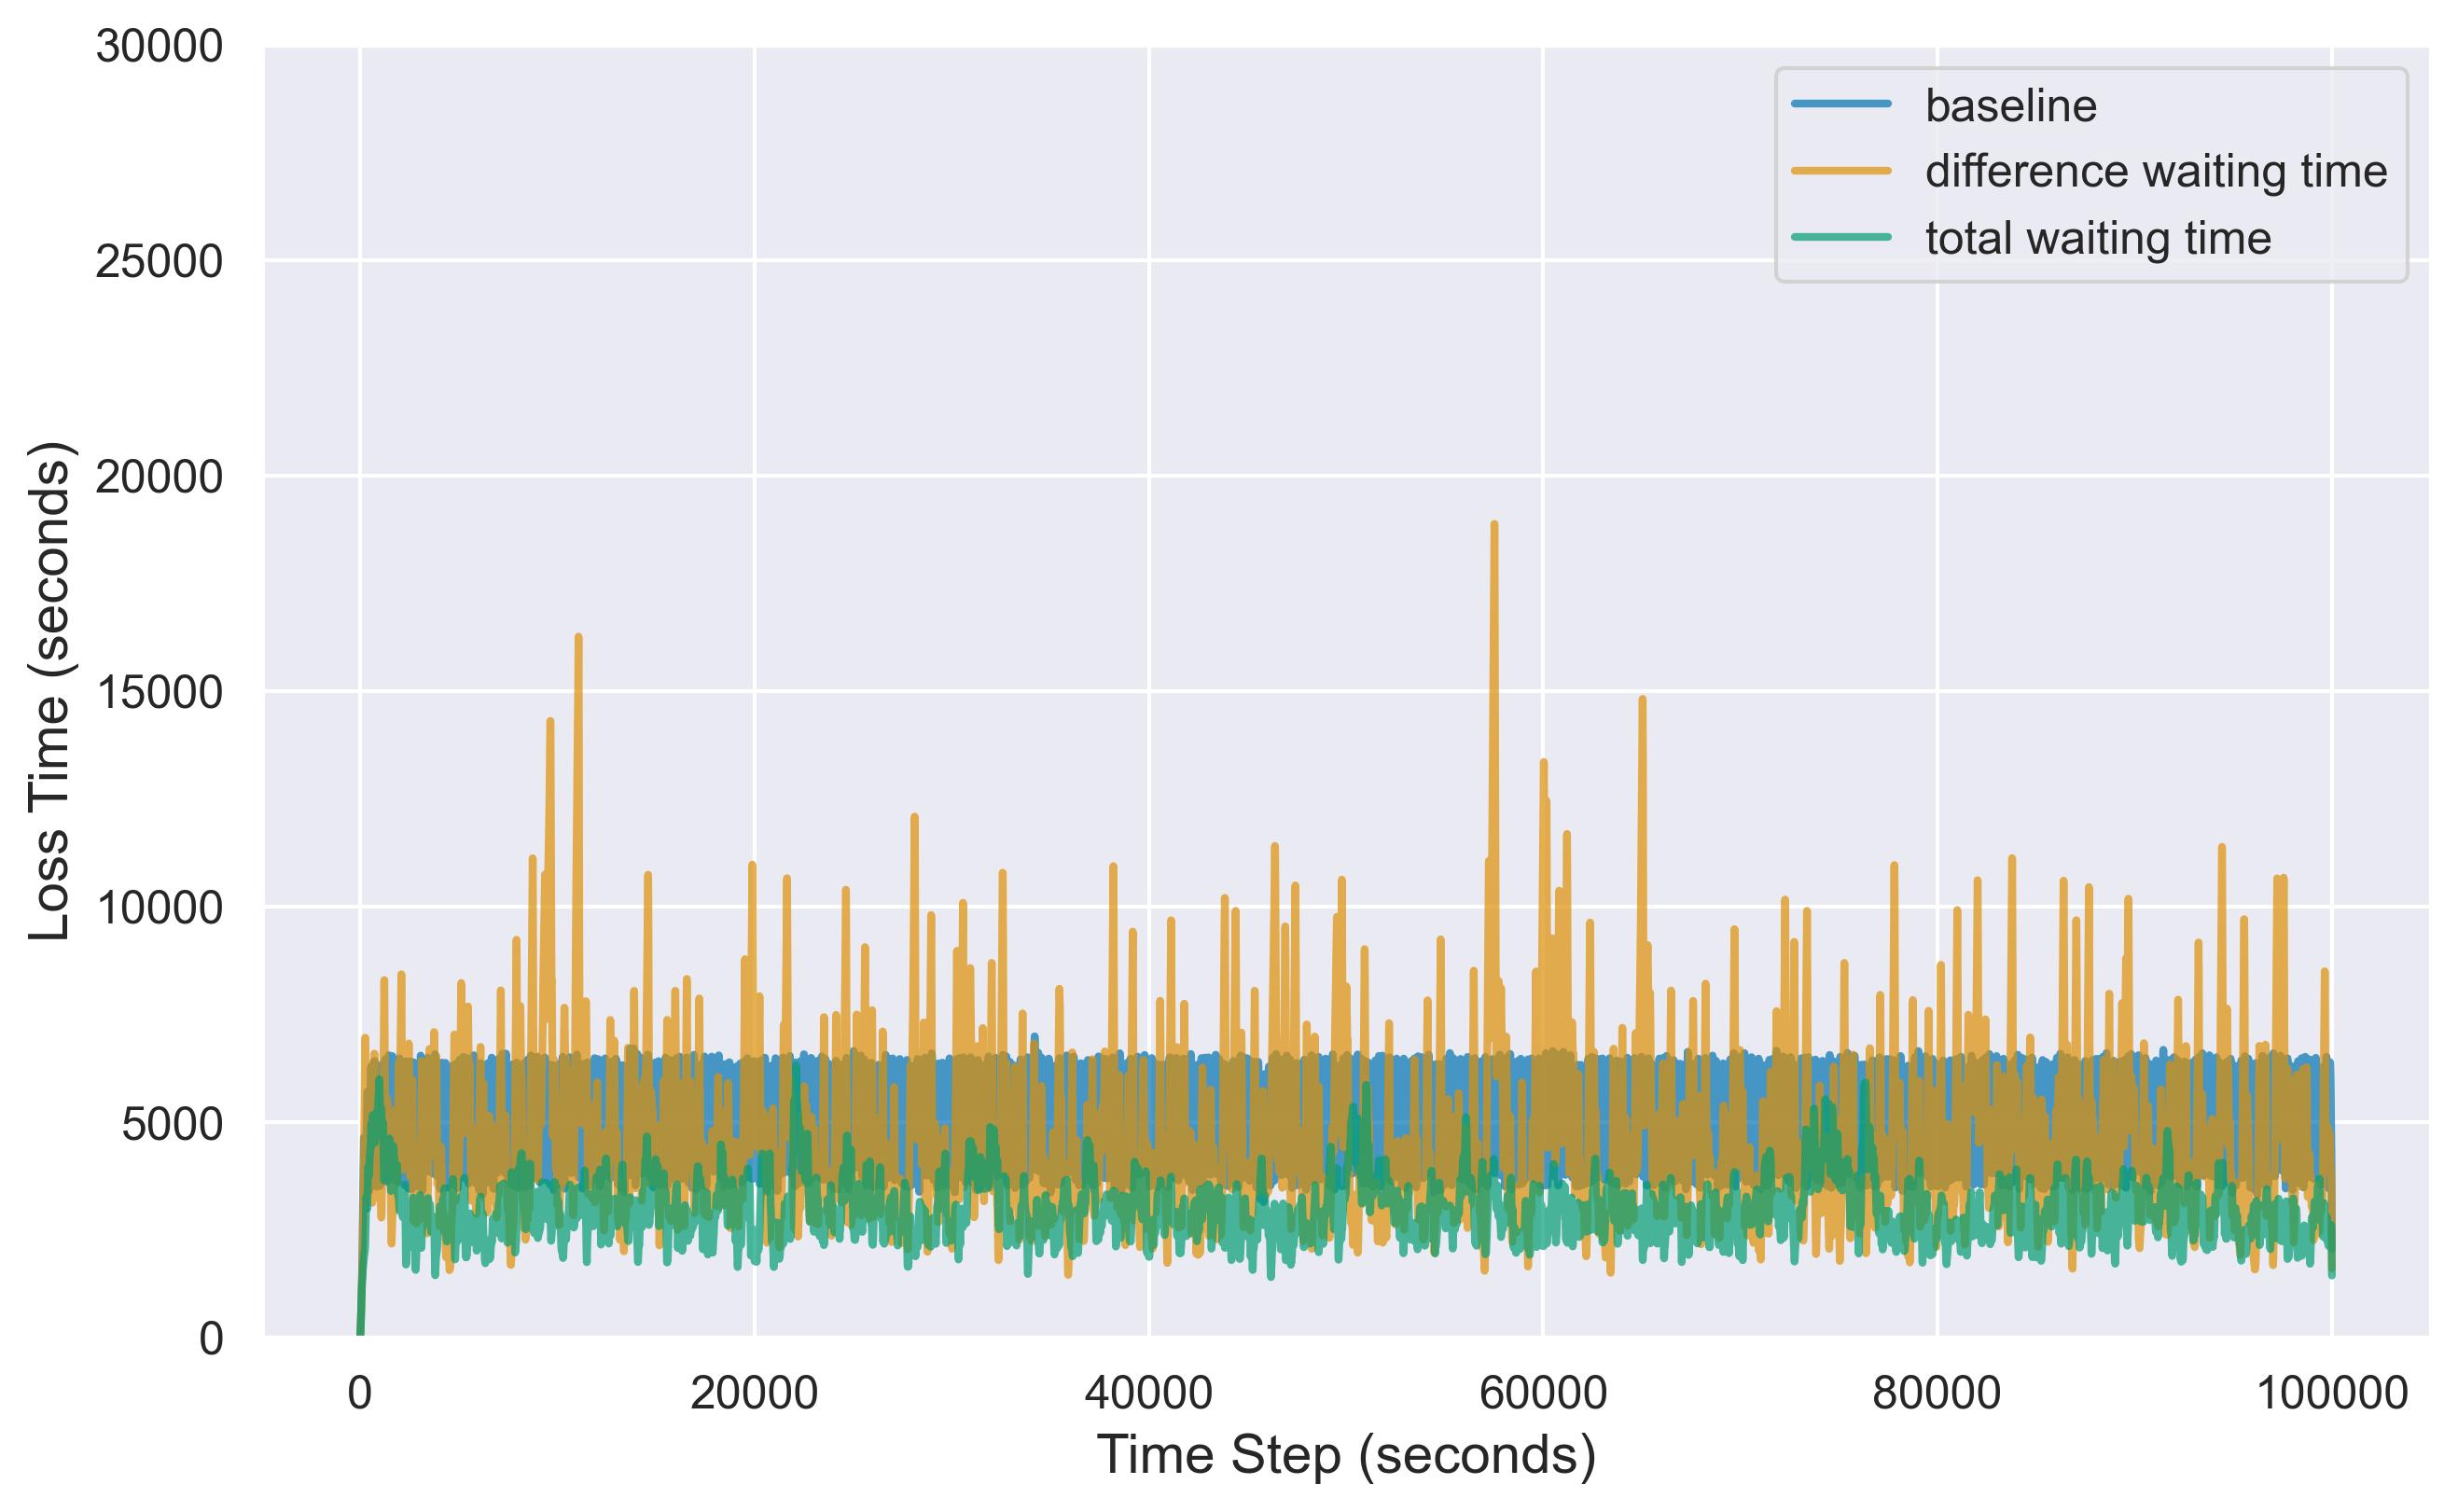 30000
25000
20000
15000
10000
5000
0
Loss Time (seconds)
baseline
difference waiting time
total waiting time
0 20000 40000 60000 80000 100000
Time Step (seconds)